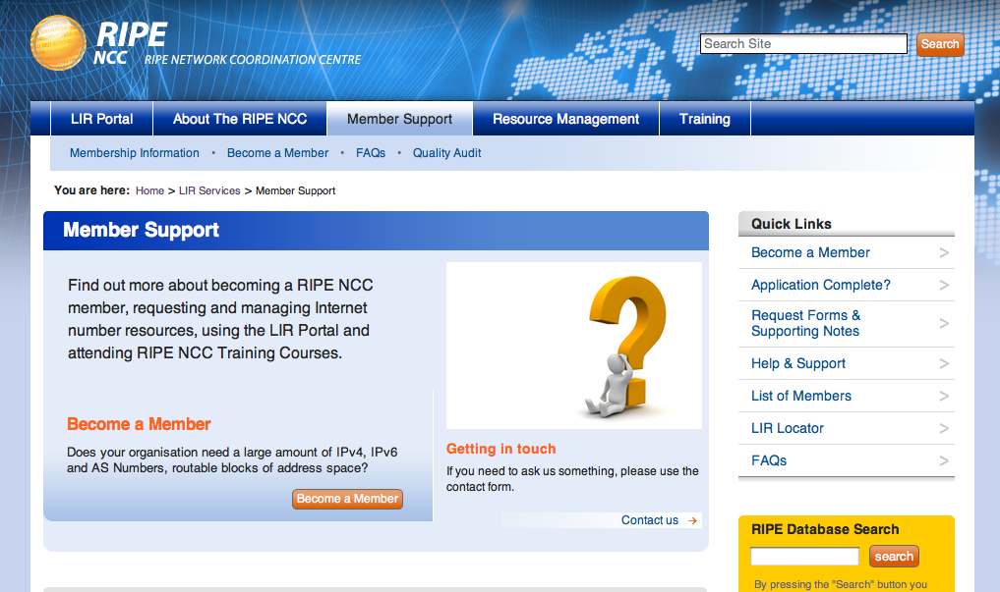 RIPE
NCC RIPE NETWORK COORDINATION CENTRE
Search Site
Search
LIR Portal
About The RIPE NCC
Member Support
Resource Management
Training
Membership Information • Become a Member • FAQs • Quality Audit
You are here: Home > LIR Services > Member Support
Member Support
Find out more about becoming a RIPE NCC
member, requesting and managing Internet
number resources, using the LIR Portal and
attending RIPE NCC Training Courses.
Become a Member
Does your organisation need a large amount of IPv4, IPv6
and AS Numbers, routable blocks of address space?
Become a Member
Getting in touch
If you need to ask us something, please use the
contact form.
Contact us →
Quick Links
Become a Member >
Application Complete? >
Request Forms &
Supporting Notes >
Help & Support >
List of Members >
LIR Locator >
FAQs >
RIPE Database Search
search
By pressing the "Search" button you